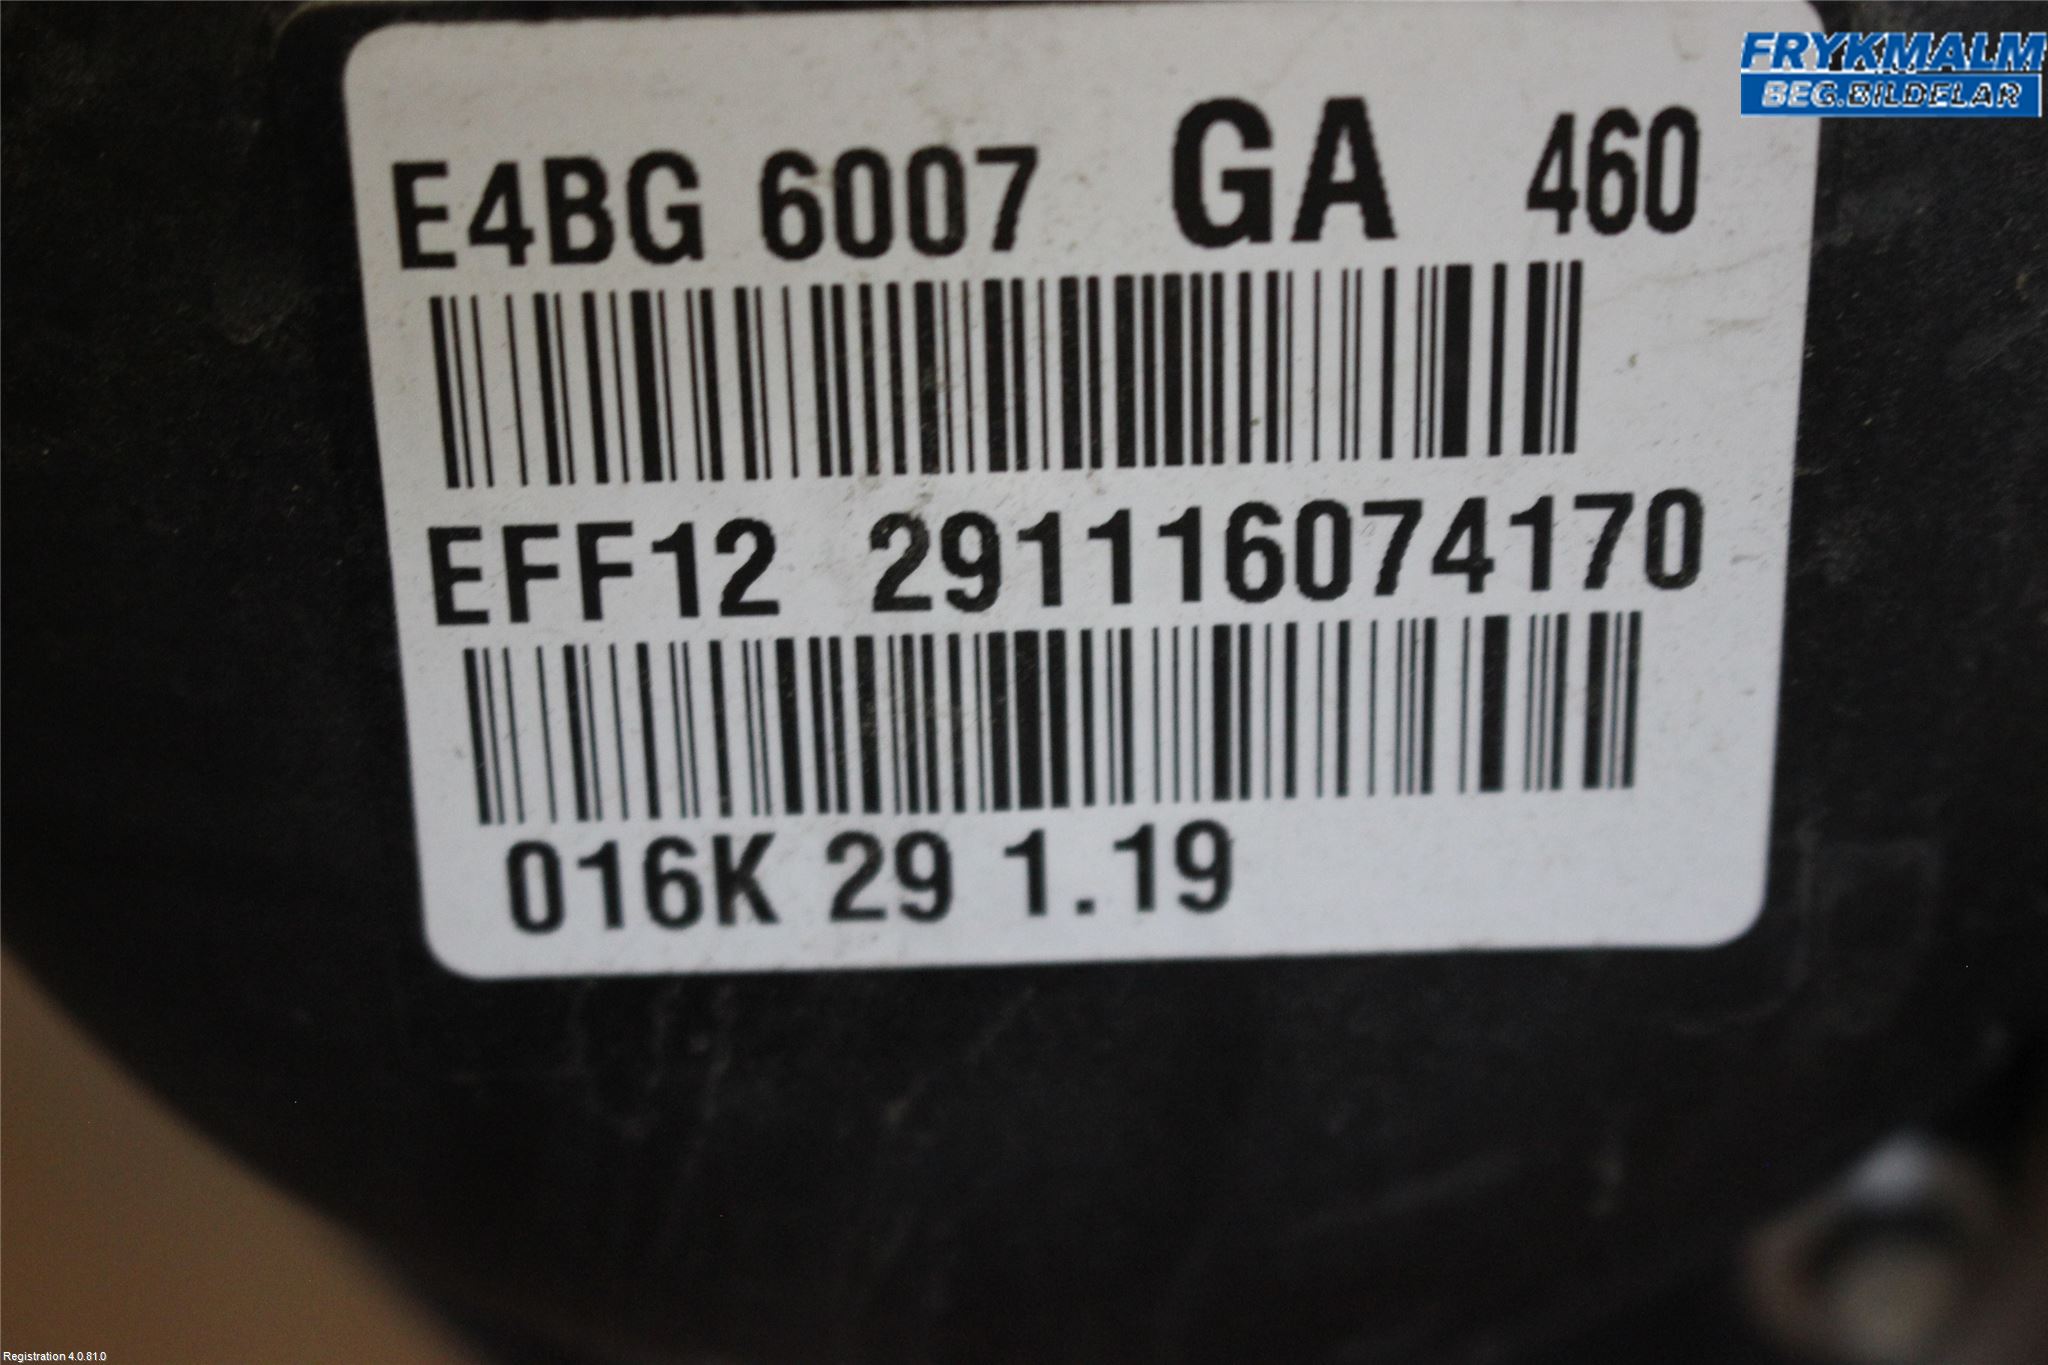 FRYKMALM
BEG.BILDELAR
E4BG 6007 GA 460
EFF12 291116074170
016K 29 1.19
Registration 4.0.81.0